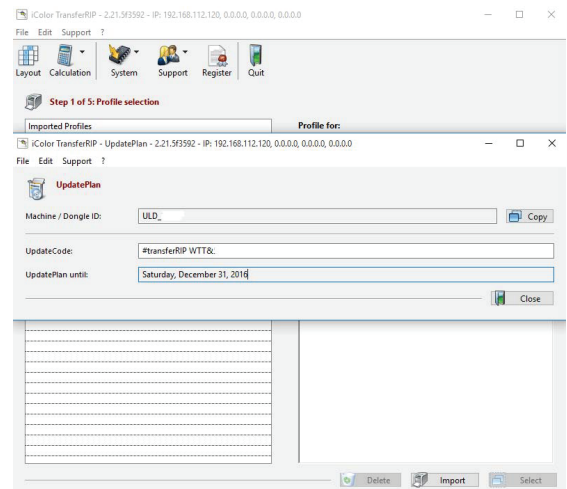 iColor TransferRIP - 2.21.5f3592 - IP: 192.168.112.120, 0.0.0.0, 0.0.0.0, 0.0.0.0
File Edit Support ?
Layout Calculation System Support Register Quit
Step 1 of 5: Profile selection
Imported Profiles Profile for:
iColor TransferRIP - UpdatePlan - 2.21.5f3592 - IP: 192.168.112.120, 0.0.0.0, 0.0.0.0, 0.0.0.0
File Edit Support ?
UpdatePlan
Machine / Dongle ID: ULD_ Copy
UpdateCode: #transferRIP WTT&:
UpdatePlan until: Saturday, December 31, 2016
Close
Delete Import Select